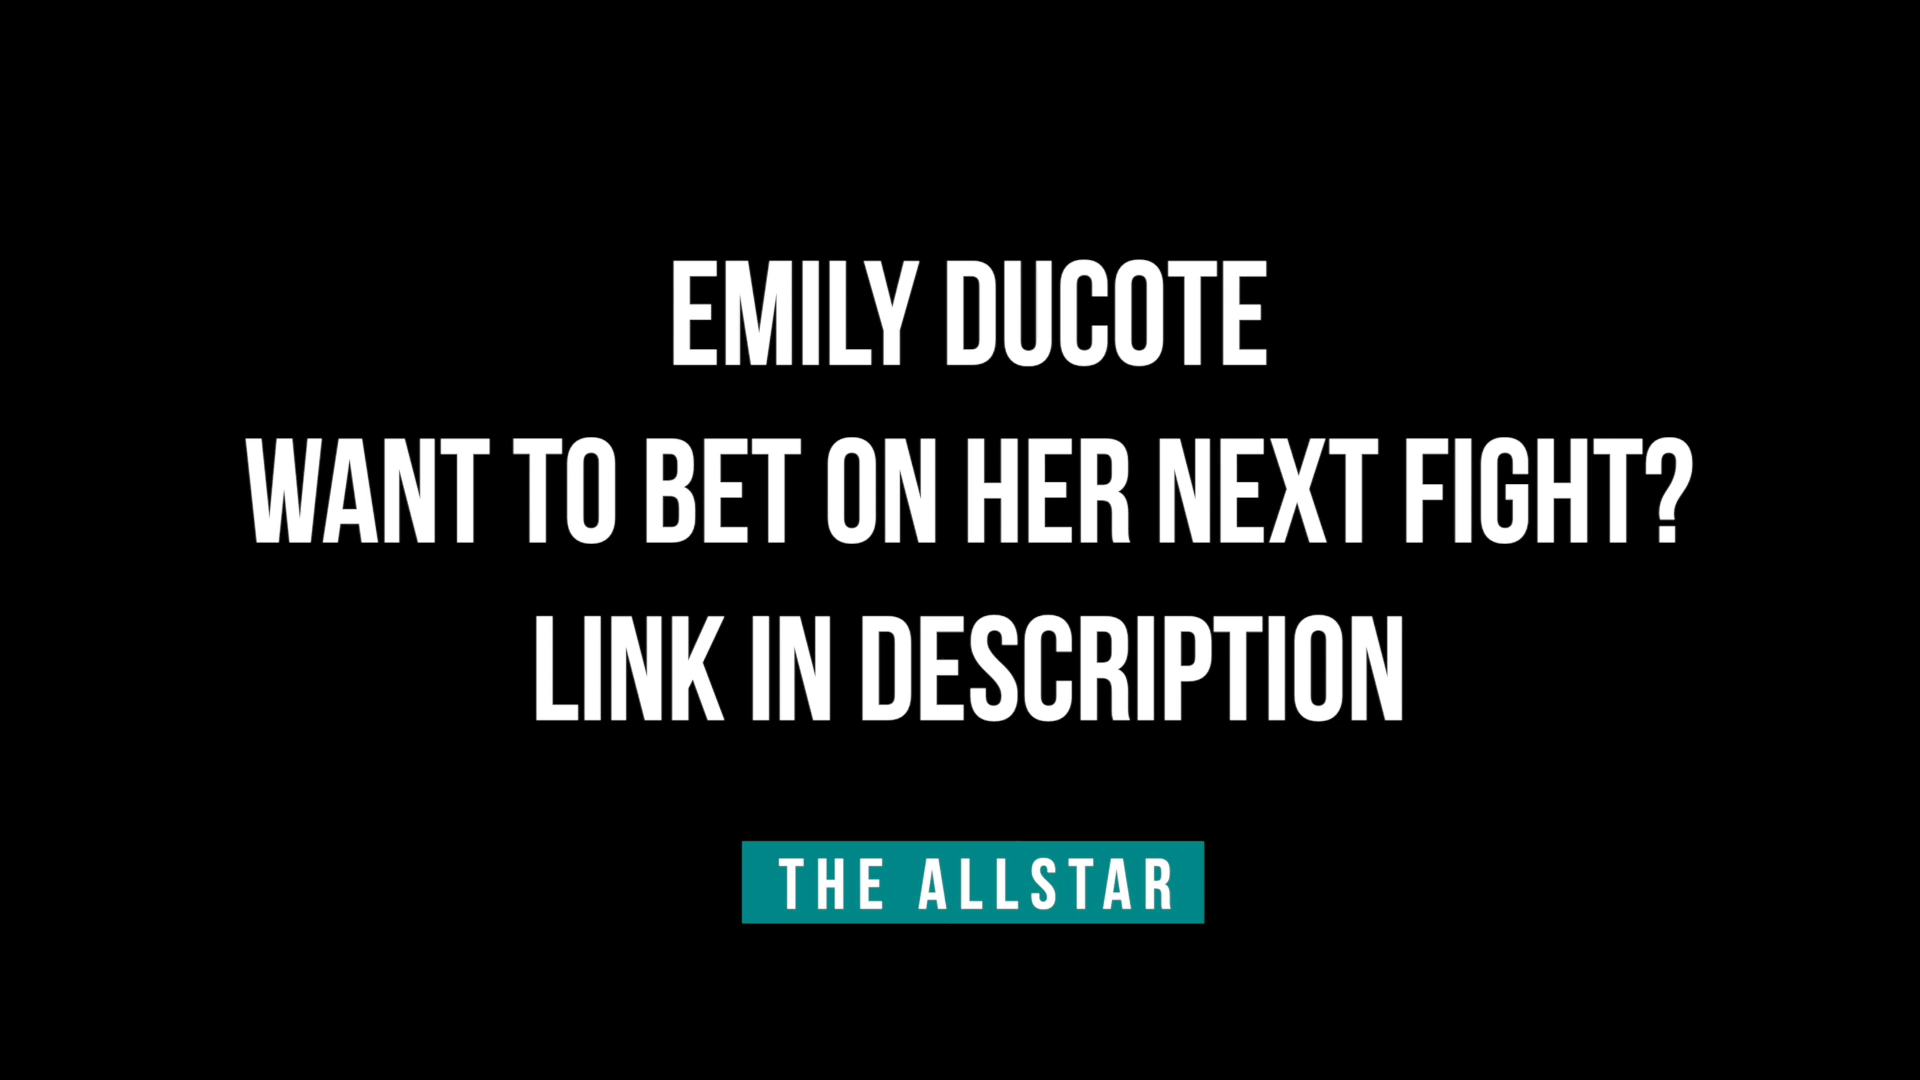 EMILY DUCOTE
WANT TO BET ON HER NEXT FIGHT?
LINK IN DESCRIPTION
THE ALLSTAR